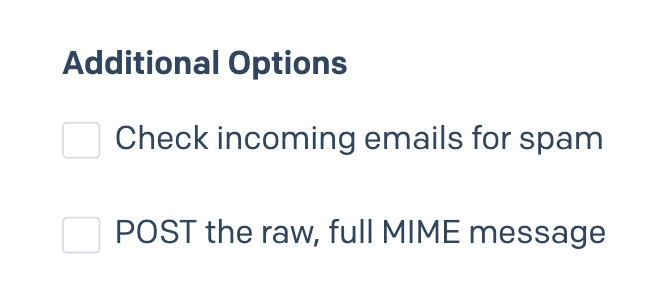 Additional Options
Check incoming emails for spam
POST the raw, full MIME message